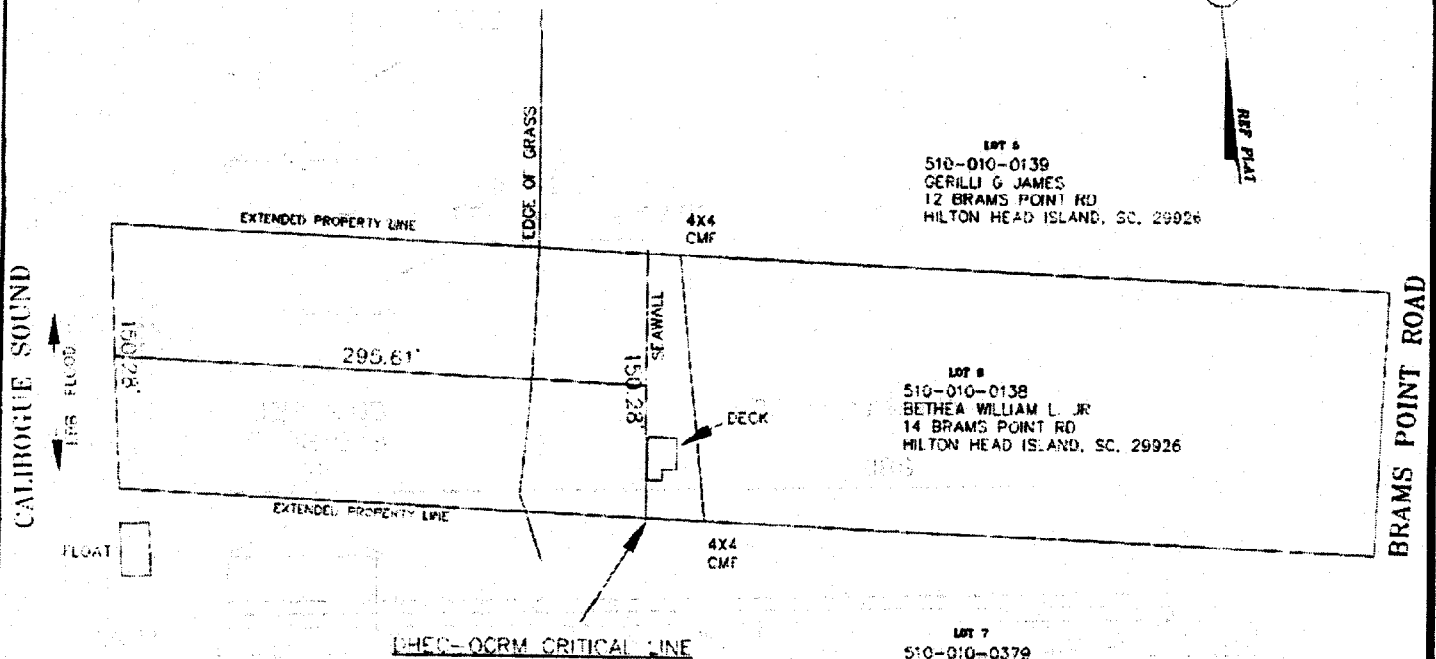 REF PLAT
EDGE OF GRASS
LOT 5
510-010-0139
GERILLI G JAMES
12 BRAMS POINT RD
HILTON HEAD ISLAND, SC. 29926
EXTENDED PROPERTY LINE
4X4
CMF
CALIBOGUE SOUND
FLOOD
150.28'
295.61'
SEAWALL
150.28'
DECK
LOT 8
510-010-0138
BETHEA WILLIAM L. JR
14 BRAMS POINT RD
HILTON HEAD ISLAND, SC. 29926
BRAMS POINT ROAD
EXTENDED PROPERTY LINE
FLOAT
4X4
CMF
DHEC-OCRM CRITICAL LINE
LOT 7
510-010-0379